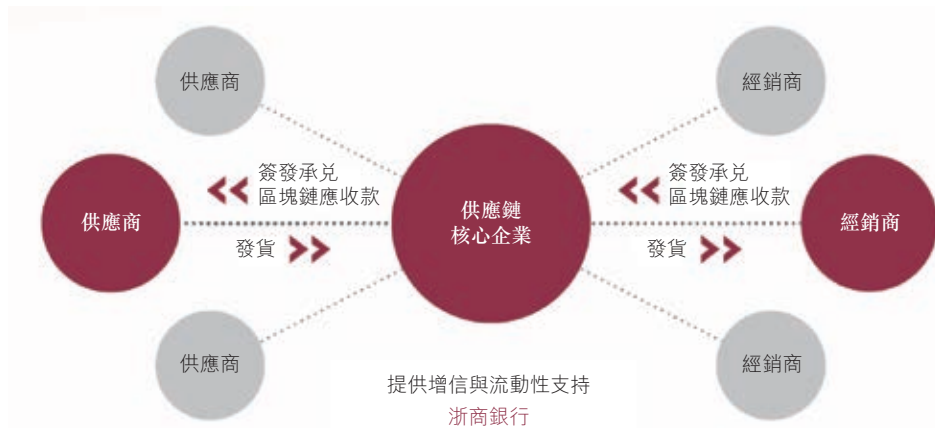 供應商
經銷商
簽發承兌
區塊鏈應收款
簽發承兌
區塊鏈應收款
供應商
供應鏈
核心企業
經銷商
發貨
發貨
供應商
經銷商
提供增信與流動性支持
浙商銀行